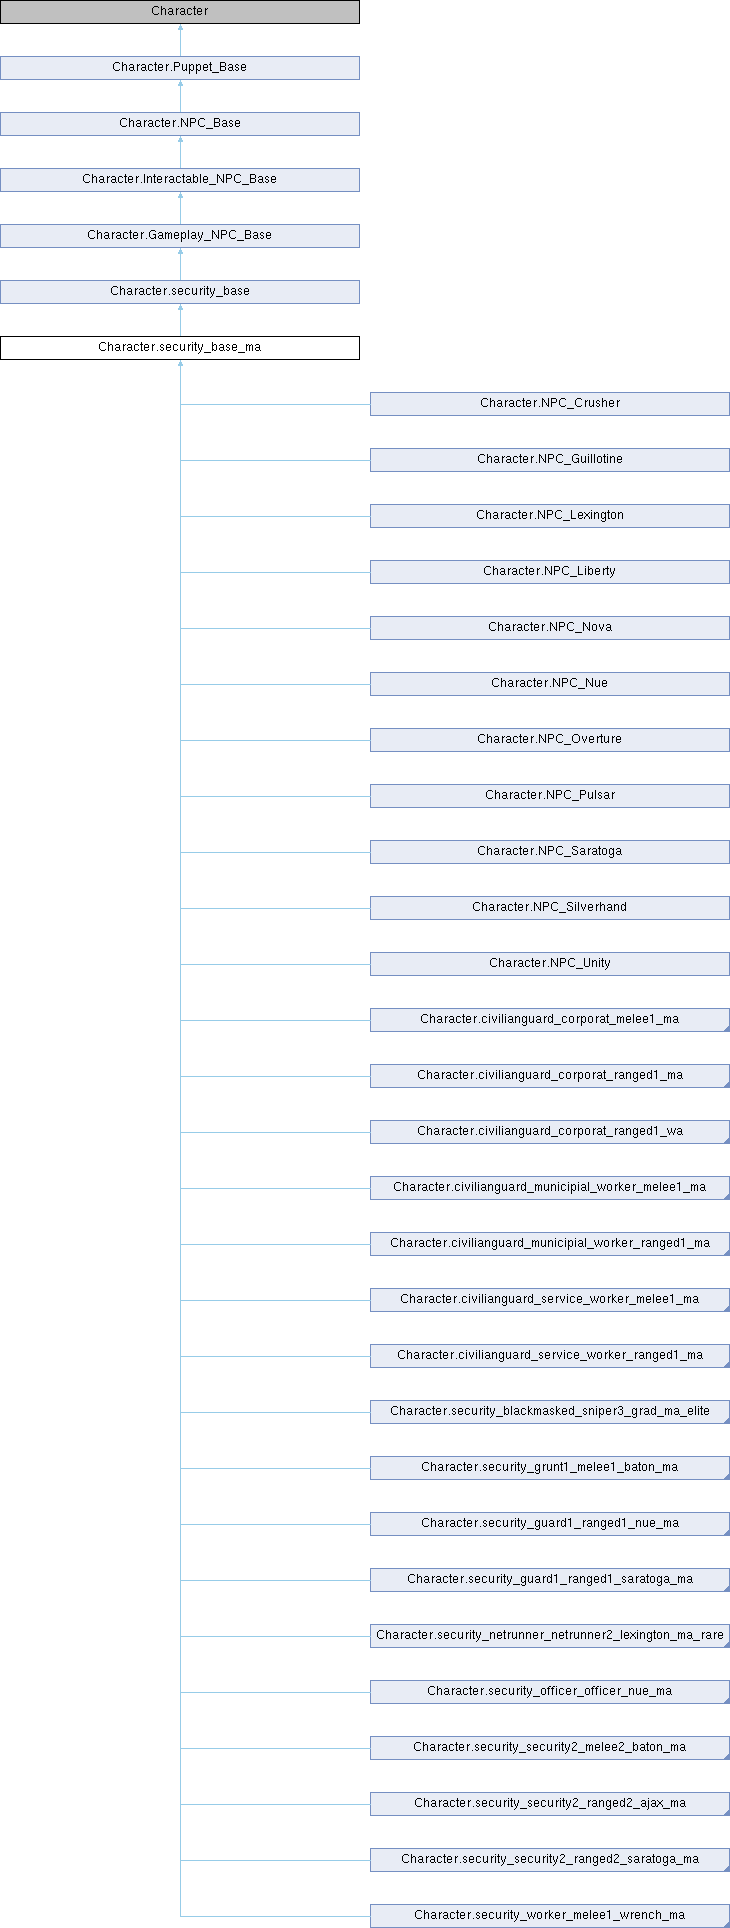 Character
Character.Puppet_Base
Character.NPC_Base
Character.Interactable_NPC_Base
Character.Gameplay_NPC_Base
Character.security_base
Character.security_base_ma
Character.NPC_Crusher
Character.NPC_Guillotine
Character.NPC_Lexington
Character.NPC_Liberty
Character.NPC_Nova
Character.NPC_Nue
Character.NPC_Overture
Character.NPC_Pulsar
Character.NPC_Saratoga
Character.NPC_Silverhand
Character.NPC_Unity
Character.civilianguard_corporat_melee1_ma
Character.civilianguard_corporat_ranged1_ma
Character.civilianguard_corporat_ranged1_wa
Character.civilianguard_municipial_worker_melee1_ma
Character.civilianguard_municipial_worker_ranged1_ma
Character.civilianguard_service_worker_melee1_ma
Character.civilianguard_service_worker_ranged1_ma
Character.security_blackmasked_sniper3_grad_ma_elite
Character.security_grunt1_melee1_baton_ma
Character.security_guard1_ranged1_nue_ma
Character.security_guard1_ranged1_saratoga_ma
Character.security_netrunner_netrunner2_lexington_ma_rare
Character.security_officer_officer_nue_ma
Character.security_security2_melee2_baton_ma
Character.security_security2_ranged2_ajax_ma
Character.security_security2_ranged2_saratoga_ma
Character.security_worker_melee1_wrench_ma